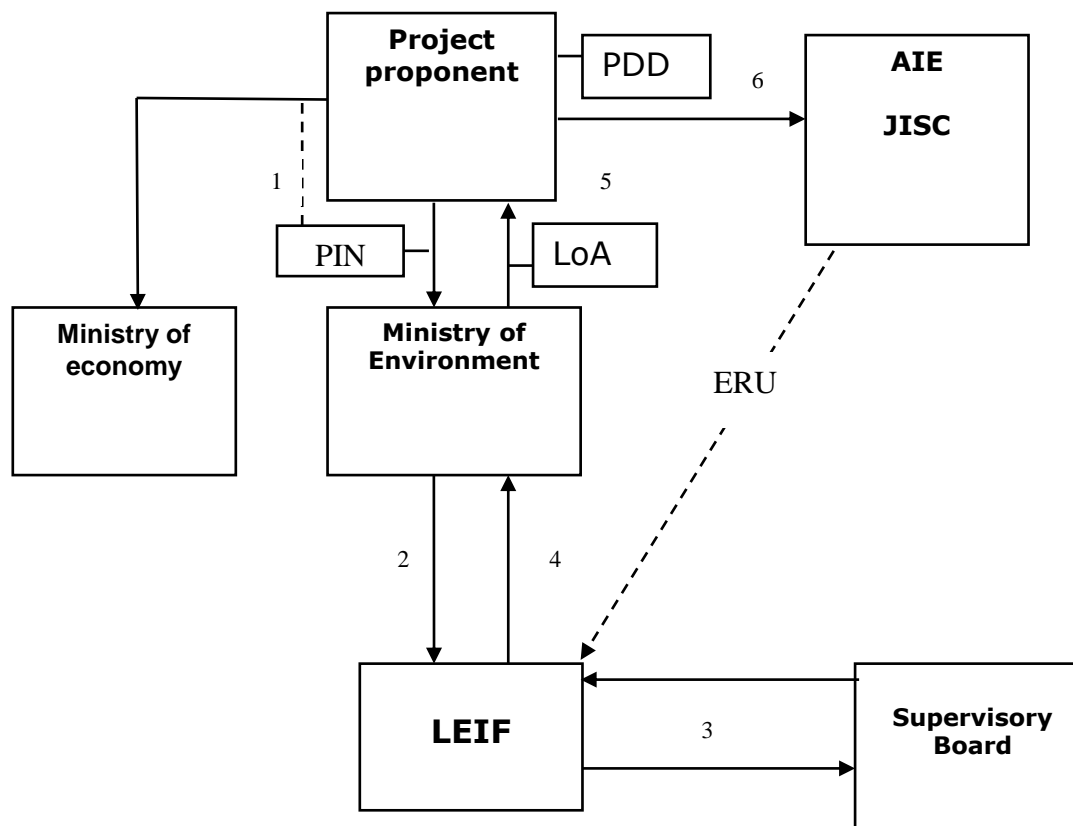 Project
proponent
PDD
AIE
JISC
6
1
5
PIN
LoA
Ministry of
economy
Ministry of
Environment
ERU
2
4
LEIF
3
Supervisory
Board